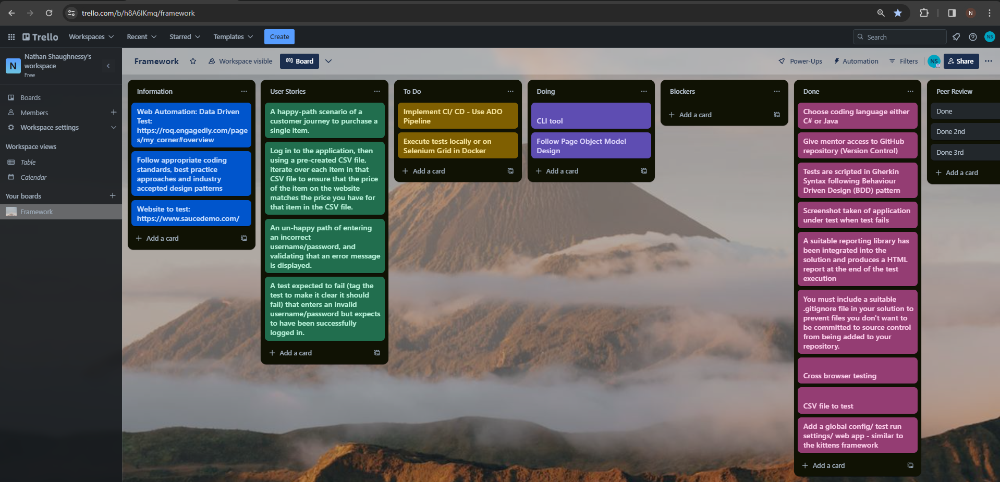 trello.com/b/h8A6IKmq/framework
N
Trello
Workspaces
Recent
Starred
Templates
Create
Search
NS
N
Nathan Shaughnessy's
workspace
Free
Boards
Members
Workspace settings
Workspace views
Table
Calendar
Your boards
Framework
Framework
Workspace visible
Board
Power-Ups
Automation
Filters
NS
Share
Information
Web Automation: Data Driven
Test:
https://roq.engagedly.com/page
s/my_corner#overview
Follow appropriate coding
standards, best practice
approaches and industry
accepted design patterns
Website to test:
https://www.saucedemo.com/
+ Add a card
User Stories
A happy-path scenario of a
customer journey to purchase a
single item.
Log in to the application, then
using a pre-created CSV file,
iterate over each item in that
CSV file to ensure that the price
of the item on the website
matches the price you have for
that item in the CSV file.
An un-happy path of entering
an incorrect
username/password, and
validating that an error message
is displayed.
A test expected to fail (tag the
test to make it clear it should
fail) that enters an invalid
username/password but expects
to have been successfully
logged in.
+ Add a card
To Do
Implement CI/ CD - Use ADO
Pipeline
Execute tests locally or on
Selenium Grid in Docker
+ Add a card
Doing
CLI tool
Follow Page Object Model
Design
+ Add a card
Blockers
+ Add a card
Done
Choose coding language either
C# or Java
Give mentor access to GitHub
repository (Version Control)
Tests are scripted in Gherkin
Syntax following Behaviour
Driven Design (BDD) pattern
Screenshot taken of application
under test when test fails
A suitable reporting library has
been integrated into the
solution and produces a HTML
report at the end of the test
execution
You must include a suitable
.gitignore file in your solution to
prevent files you don't want to
be committed to source control
from being added to your
repository.
Cross browser testing
CSV file to test
Add a global config/ test run
settings/ web app - similar to
the kittens framework
+ Add a card
Peer Review
Done
Done 2nd
Done 3rd
+ Add a card